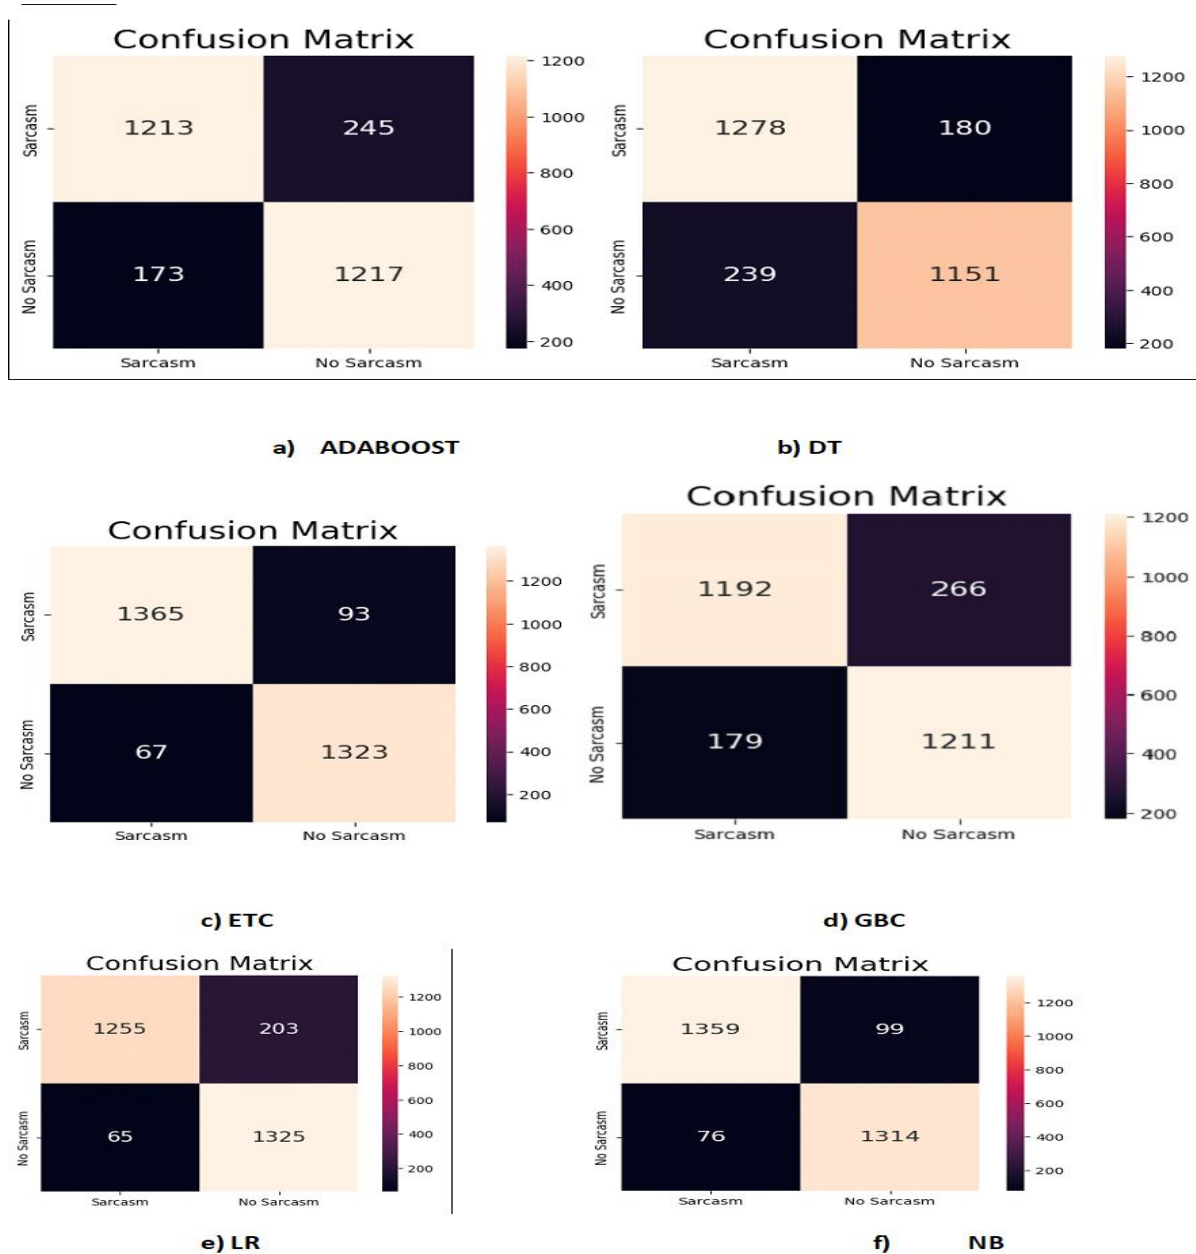 Confusion Matrix
Sarcasm
No Sarcasm
1213 245
173 1217
Sarcasm No Sarcasm
1200
1000
800
600
400
200
Confusion Matrix
Sarcasm
No Sarcasm
1278 180
239 1151
Sarcasm No Sarcasm
1200
1000
800
600
400
200
a) ADABOOST
b) DT
Confusion Matrix
Sarcasm
No Sarcasm
1365 93
67 1323
Sarcasm No Sarcasm
1200
1000
800
600
400
200
Confusion Matrix
Sarcasm
No Sarcasm
1192 266
179 1211
Sarcasm No Sarcasm
1200
1000
800
600
400
200
c) ETC
d) GBC
Confusion Matrix
Sarcasm
No Sarcasm
1255 203
65 1325
Sarcasm No Sarcasm
1200
1000
800
600
400
200
Confusion Matrix
Sarcasm
No Sarcasm
1359 99
76 1314
Sarcasm No Sarcasm
1200
1000
800
600
400
200
e) LR
f) NB